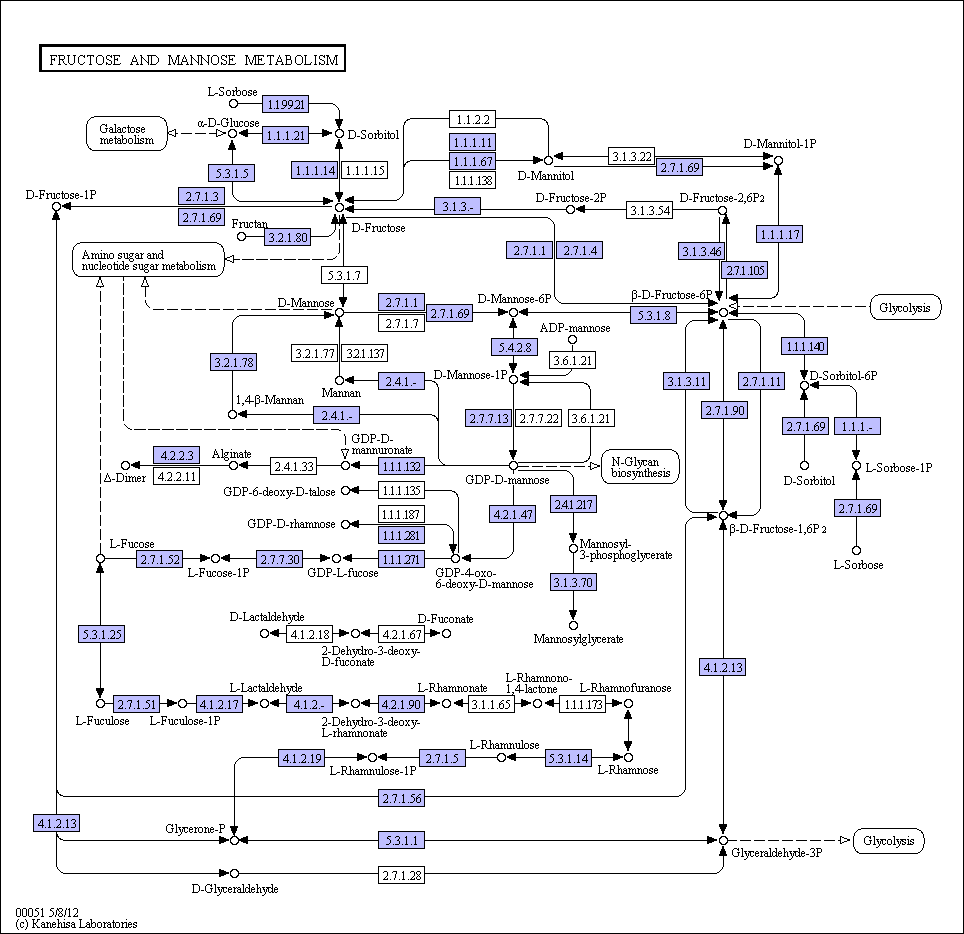 FRUCTOSE AND MANNOSE METABOLISM
L-Sorbose
1.1.99.21
α-D-Glucose
Galactose
metabolism
1.1.1.21
D-Sorbitol
1.1.2.2
1.1.1.11
1.1.1.67
1.1.1.138
D-Mannitol
3.1.3.22
2.7.1.69
D-Mannitol-1P
5.3.1.5
1.1.1.14
1.1.1.15
D-Fructose-1P
2.7.1.3
2.7.1.69
3.1.3.-
D-Fructose-2P
3.1.3.54
D-Fructose-2,6P2
Fructan
3.2.1.80
D-Fructose
1.1.1.17
Amino sugar and
nucleotide sugar metabolism
2.7.1.1
2.7.1.4
3.1.3.46
2.7.1.105
5.3.1.7
D-Mannose
2.7.1.1
2.7.1.7
2.7.1.69
D-Mannose-6P
5.3.1.8
β-D-Fructose-6P
Glycolysis
ADP-mannose
3.2.1.78
3.2.1.77
3.2.1.137
5.4.2.8
3.6.1.21
1.1.1.140
D-Mannose-1P
Mannan
2.4.1.-
3.1.3.11
2.7.1.11
D-Sorbitol-6P
1,4-β-Mannan
2.4.1.-
2.7.7.13
2.7.7.22
3.6.1.21
2.7.1.90
2.7.1.69
1.1.1.-
GDP-D-
mannuronate
4.2.2.3
4.2.2.11
Alginate
Δ-Dimer
2.4.1.33
1.1.1.132
GDP-D-mannose
N-Glycan
biosynthesis
D-Sorbitol
L-Sorbose-1P
GDP-6-deoxy-D-talose
1.1.1.135
4.2.1.47
2.4.1.217
2.7.1.69
GDP-D-rhamnose
1.1.1.187
1.1.1.281
β-D-Fructose-1,6P2
L-Fucose
2.7.1.52
L-Fucose-1P
2.7.7.30
GDP-L-fucose
1.1.1.271
GDP-4-oxo-
6-deoxy-D-mannose
Mannosyl-
3-phosphoglycerate
L-Sorbose
3.1.3.70
D-Lactaldehyde
D-Fuconate
5.3.1.25
4.1.2.18
4.2.1.67
2-Dehydro-3-deoxy-
D-fuconate
Mannosylglycerate
4.1.2.13
L-Fuculose
2.7.1.51
L-Fuculose-1P
4.1.2.17
L-Lactaldehyde
4.1.2.-
2-Dehydro-3-deoxy-
L-rhamnonate
4.2.1.90
L-Rhamnonate
3.1.1.65
L-Rhamnono-
1,4-lactone
1.1.1.173
L-Rhamnofuranose
4.1.2.19
L-Rhamnulose-1P
2.7.1.5
L-Rhamnulose
5.3.1.14
L-Rhamnose
2.7.1.56
4.1.2.13
Glycerone-P
5.3.1.1
Glyceraldehyde-3P
Glycolysis
D-Glyceraldehyde
2.7.1.28
00051 5/8/12
(c) Kanehisa Laboratories